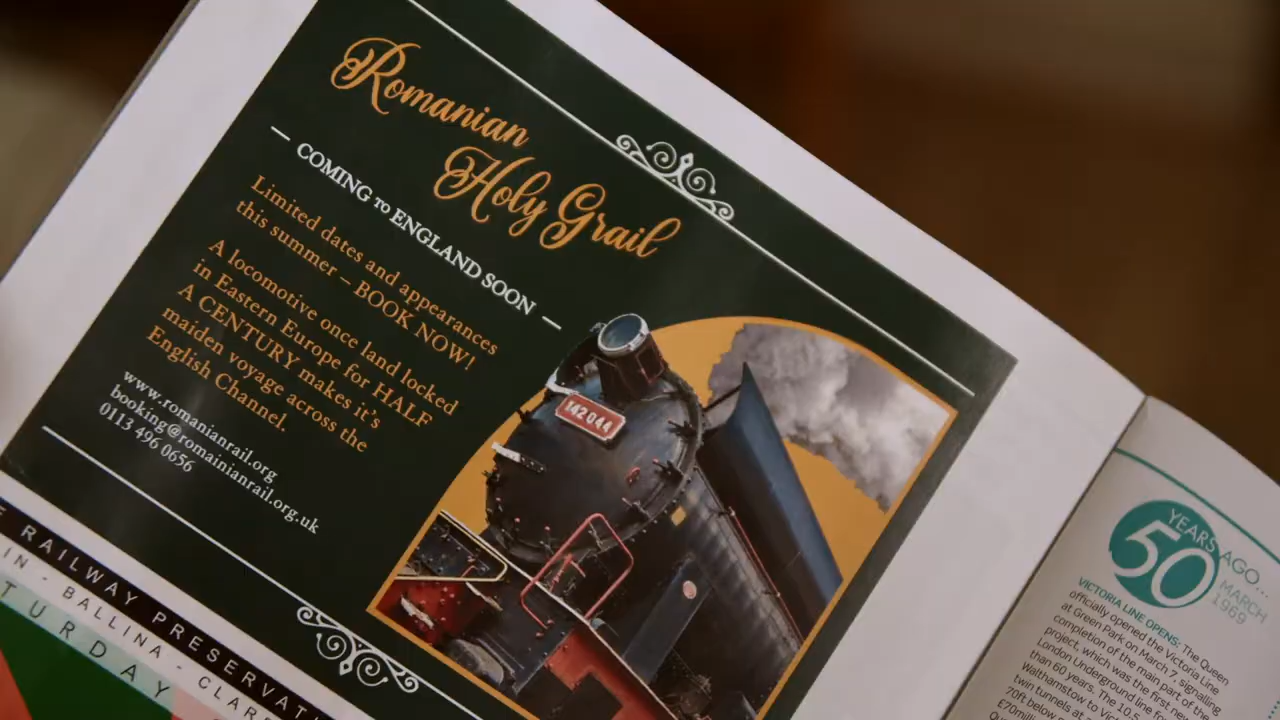 Romanian
Holy Grail
COMING TO ENGLAND SOON
Limited dates and appearances
this summer – BOOK NOW!
A locomotive once land locked
in Eastern Europe for HALF
A CENTURY makes it's
maiden voyage across the
English Channel.
www.romanianrail.org
booking@romainianrail.org.uk
0113 496 0656
142044
RAILWAY PRESERVATI
IN - BALLINA - CLAR
TURDAY
50 YEARS AGO...
MARCH
1969
VICTORIA LINE OPENS: The Queen
officially opened the Victoria Line
at Green Park on March 7, signalling
completion of the main part of the
project, which was the first new
London Underground line f
than 60 years. The 10.5
Walthamstow to Vi
twin tunnels at a
70ft below
£70mill